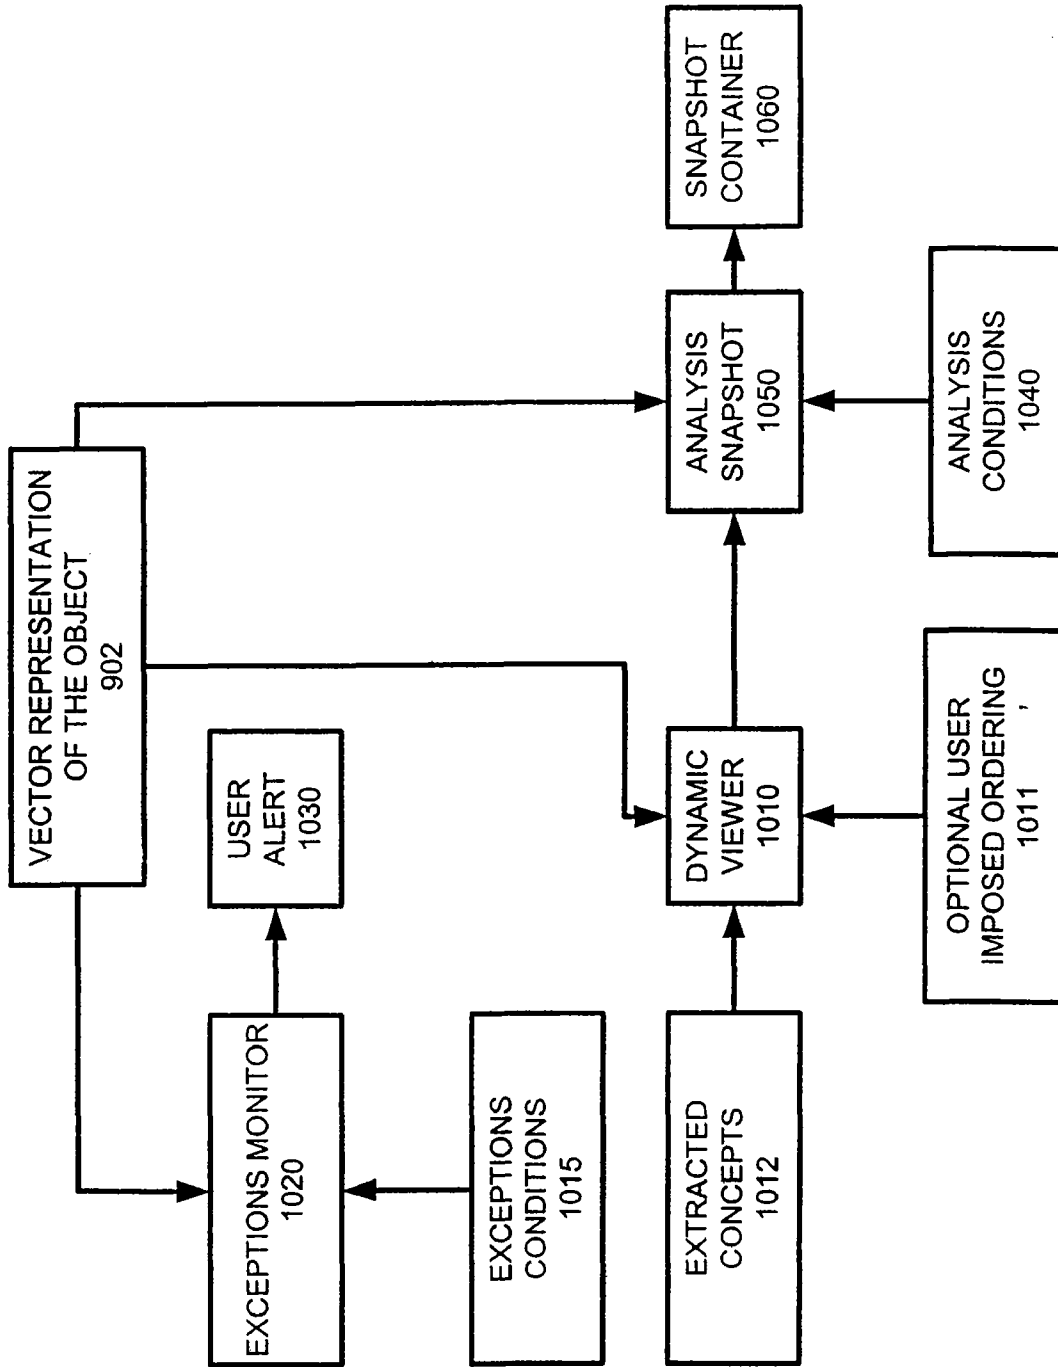 VECTOR REPRESENTATION
OF THE OBJECT
902
USER
ALERT
1030
EXCEPTIONS MONITOR
1020
EXCEPTIONS
CONDITIONS
1015
EXTRACTED
CONCEPTS
1012
DYNAMIC
VIEWER
1010
ANALYSIS
SNAPSHOT
1050
SNAPSHOT
CONTAINER
1060
OPTIONAL USER
IMPOSED ORDERING
1011
ANALYSIS
CONDITIONS
1040